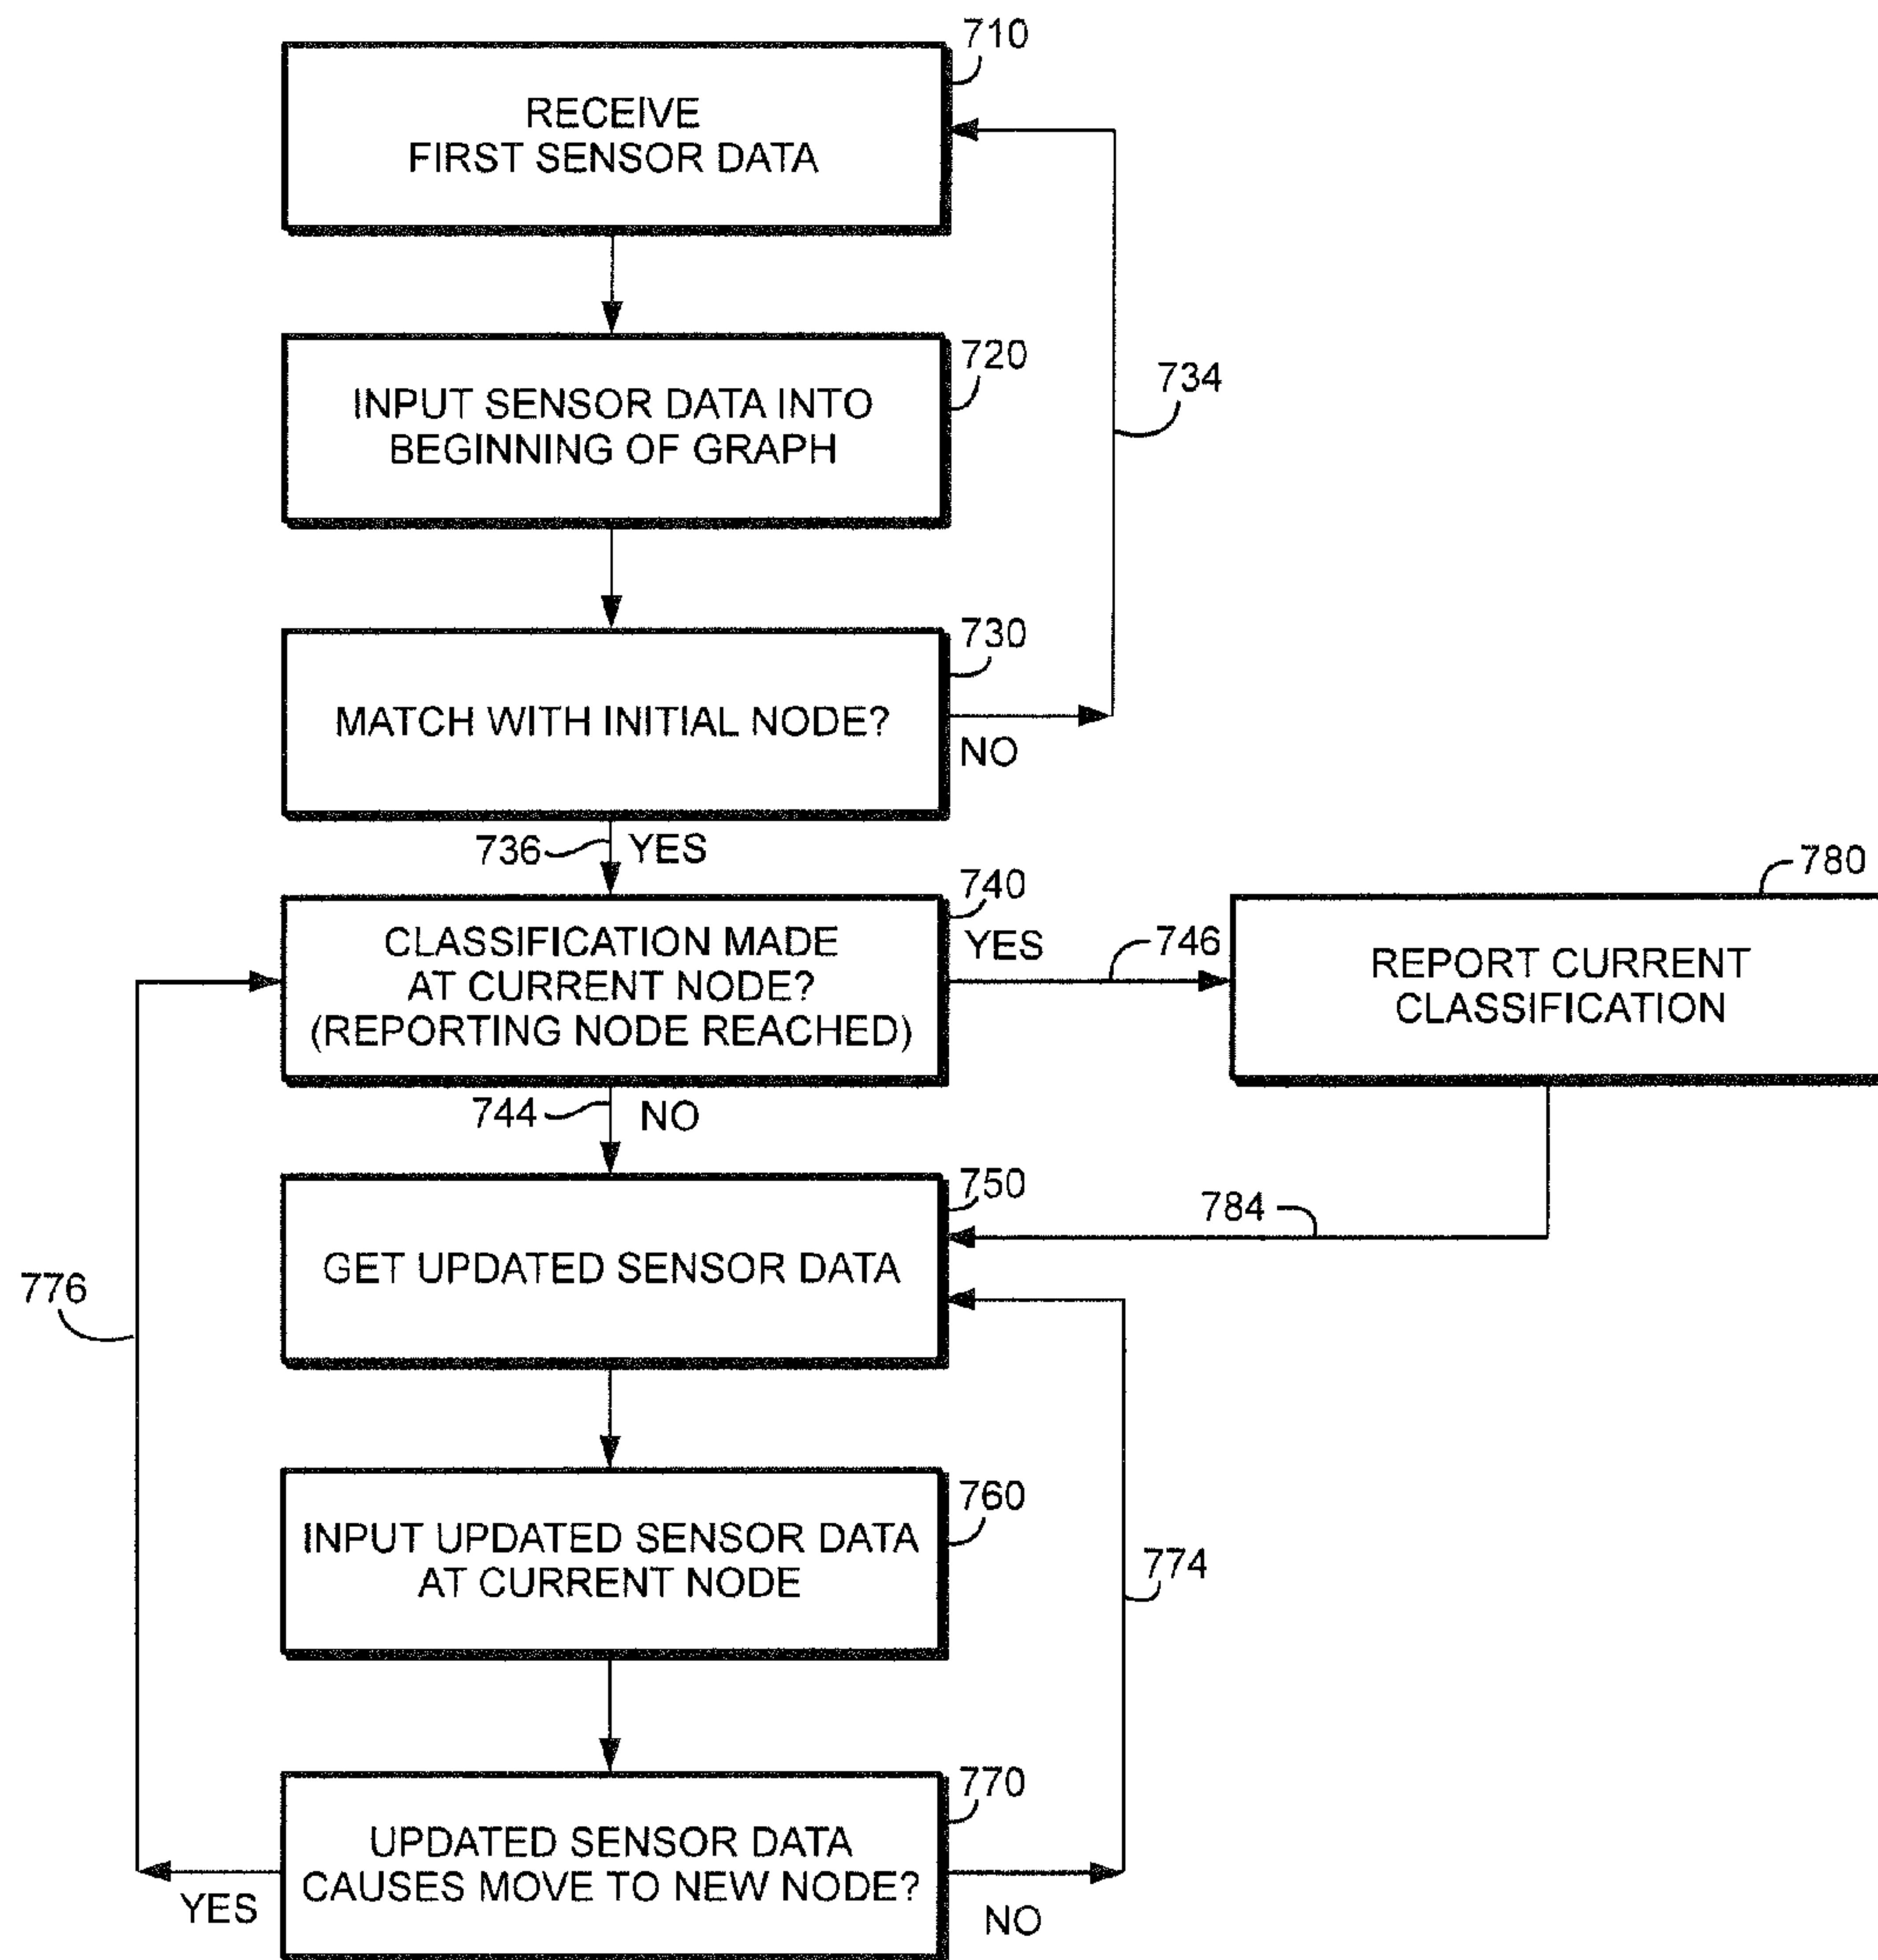 710
RECEIVE
FIRST SENSOR DATA
720
INPUT SENSOR DATA INTO
BEGINNING OF GRAPH
734
730
MATCH WITH INITIAL NODE?
NO
736
YES
740
780
CLASSIFICATION MADE
AT CURRENT NODE?
(REPORTING NODE REACHED)
YES
746
REPORT CURRENT
CLASSIFICATION
744
NO
750
784
GET UPDATED SENSOR DATA
776
760
INPUT UPDATED SENSOR DATA
AT CURRENT NODE
774
770
UPDATED SENSOR DATA
CAUSES MOVE TO NEW NODE?
YES
NO